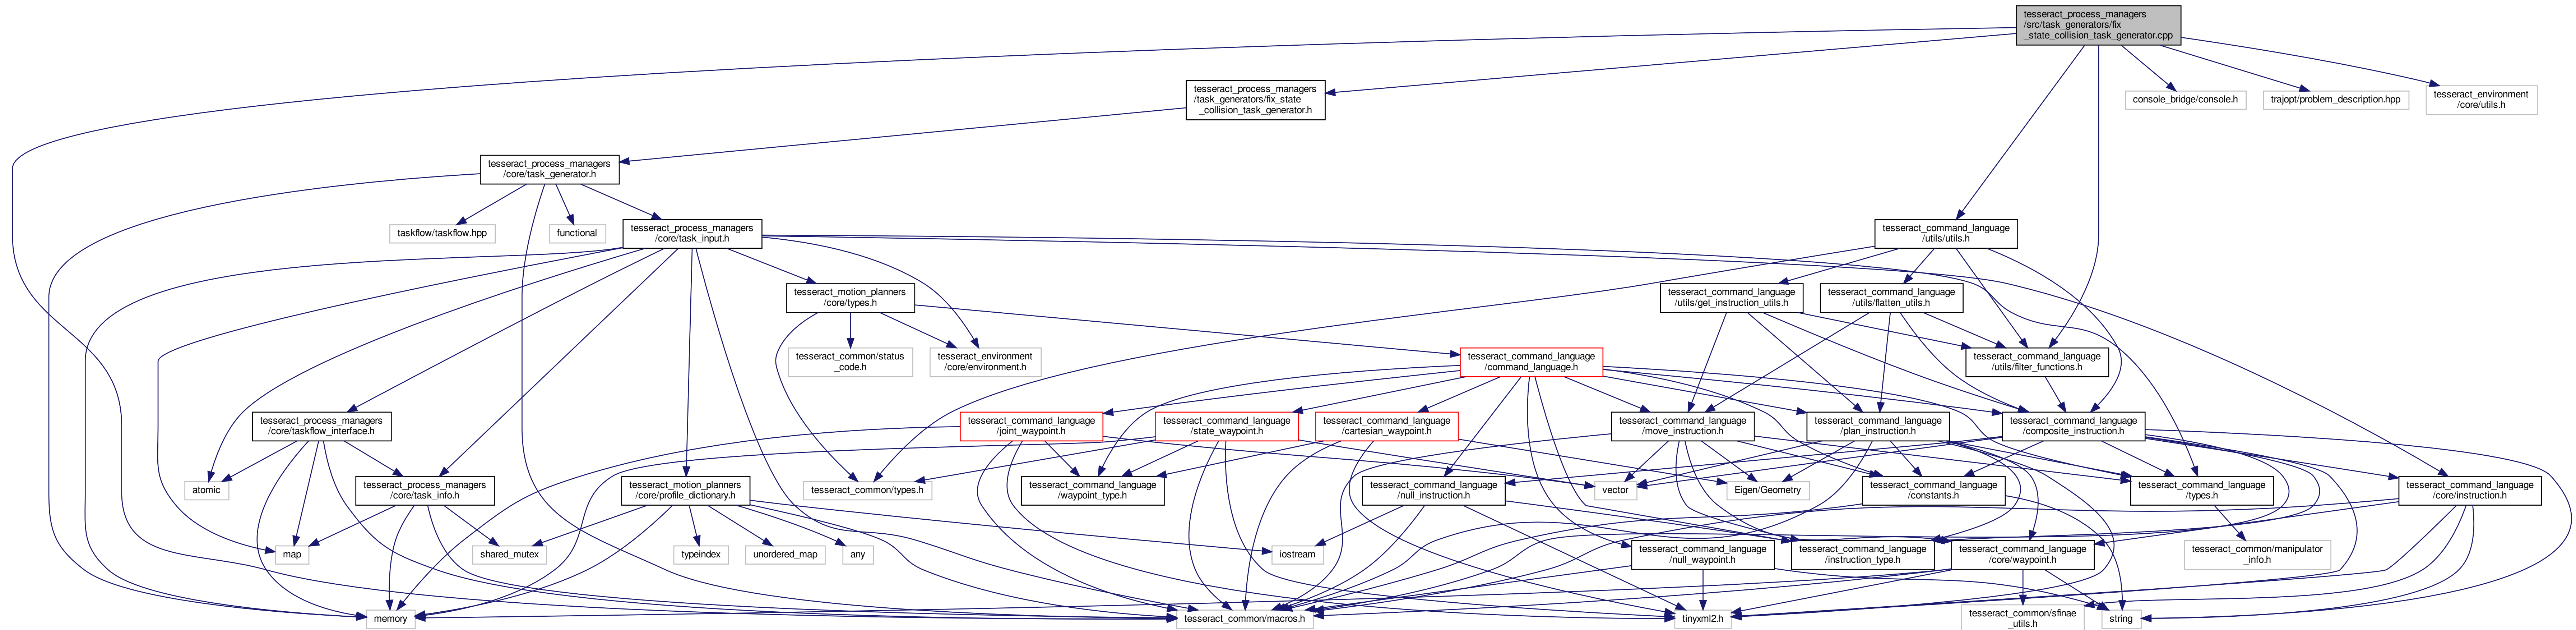 tesseract_process_managers
/src/task_generators/fix
_state_collision_task_generator.cpp
tesseract_process_managers
/task_generators/fix_state
_collision_task_generator.h
console_bridge/console.h
trajopt/problem_description.hpp
tesseract_environment
/core/utils.h
tesseract_process_managers
/core/task_generator.h
taskflow/taskflow.hpp
functional
tesseract_process_managers
/core/task_input.h
tesseract_command_language
/utils/utils.h
tesseract_motion_planners
/core/types.h
tesseract_command_language
/utils/get_instruction_utils.h
tesseract_command_language
/utils/flatten_utils.h
tesseract_common/status
_code.h
tesseract_environment
/core/environment.h
tesseract_command_language
/command_language.h
tesseract_command_language
/utils/filter_functions.h
tesseract_process_managers
/core/taskflow_interface.h
tesseract_command_language
/joint_waypoint.h
tesseract_command_language
/state_waypoint.h
tesseract_command_language
/cartesian_waypoint.h
tesseract_command_language
/move_instruction.h
tesseract_command_language
/plan_instruction.h
tesseract_command_language
/composite_instruction.h
atomic
tesseract_process_managers
/core/task_info.h
tesseract_motion_planners
/core/profile_dictionary.h
tesseract_common/types.h
tesseract_command_language
/waypoint_type.h
tesseract_command_language
/null_instruction.h
vector
Eigen/Geometry
tesseract_command_language
/constants.h
tesseract_command_language
/types.h
tesseract_command_language
/core/instruction.h
map
shared_mutex
typeindex
unordered_map
any
iostream
tesseract_command_language
/null_waypoint.h
tesseract_command_language
/instruction_type.h
tesseract_command_language
/core/waypoint.h
tesseract_common/manipulator
_info.h
memory
tesseract_common/macros.h
tinyxml2.h
tesseract_common/sfinae
_utils.h
string